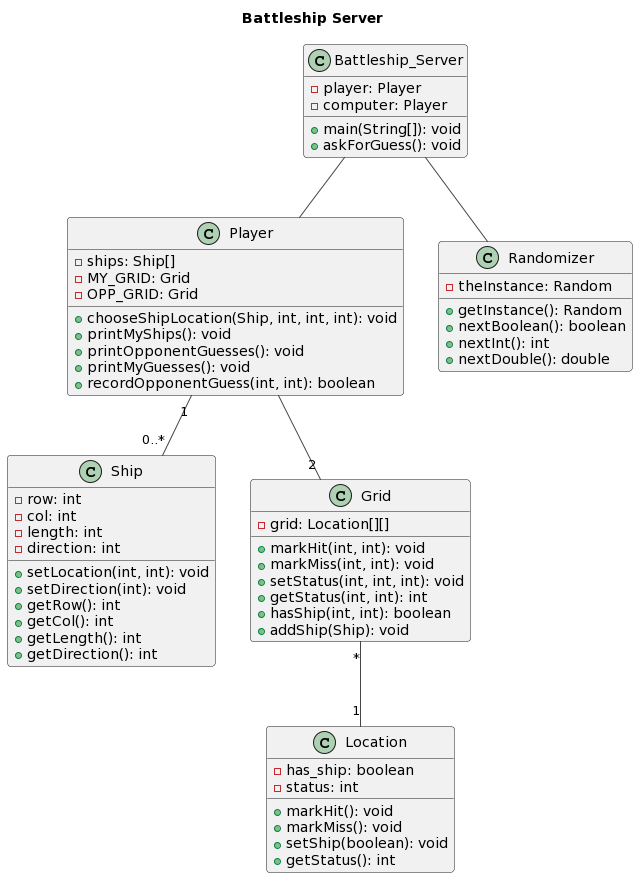 Battleship Server
C Battleship_Server
player: Player
computer: Player
main(String[]): void
askForGuess(): void
C Player
ships: Ship[]
MY_GRID: Grid
OPP_GRID: Grid
chooseShipLocation(Ship, int, int, int): void
printMyShips(): void
printOpponentGuesses(): void
printMyGuesses(): void
recordOpponentGuess(int, int): boolean
C Randomizer
theInstance: Random
getInstance(): Random
nextBoolean(): boolean
nextInt(): int
nextDouble(): double
1
0..*
2
C Ship
row: int
col: int
length: int
direction: int
setLocation(int, int): void
setDirection(int): void
getRow(): int
getCol(): int
getLength(): int
getDirection(): int
C Grid
grid: Location[][]
markHit(int, int): void
markMiss(int, int): void
setStatus(int, int, int): void
getStatus(int, int): int
hasShip(int, int): boolean
addShip(Ship): void
*
1
C Location
has_ship: boolean
status: int
markHit(): void
markMiss(): void
setShip(boolean): void
getStatus(): int